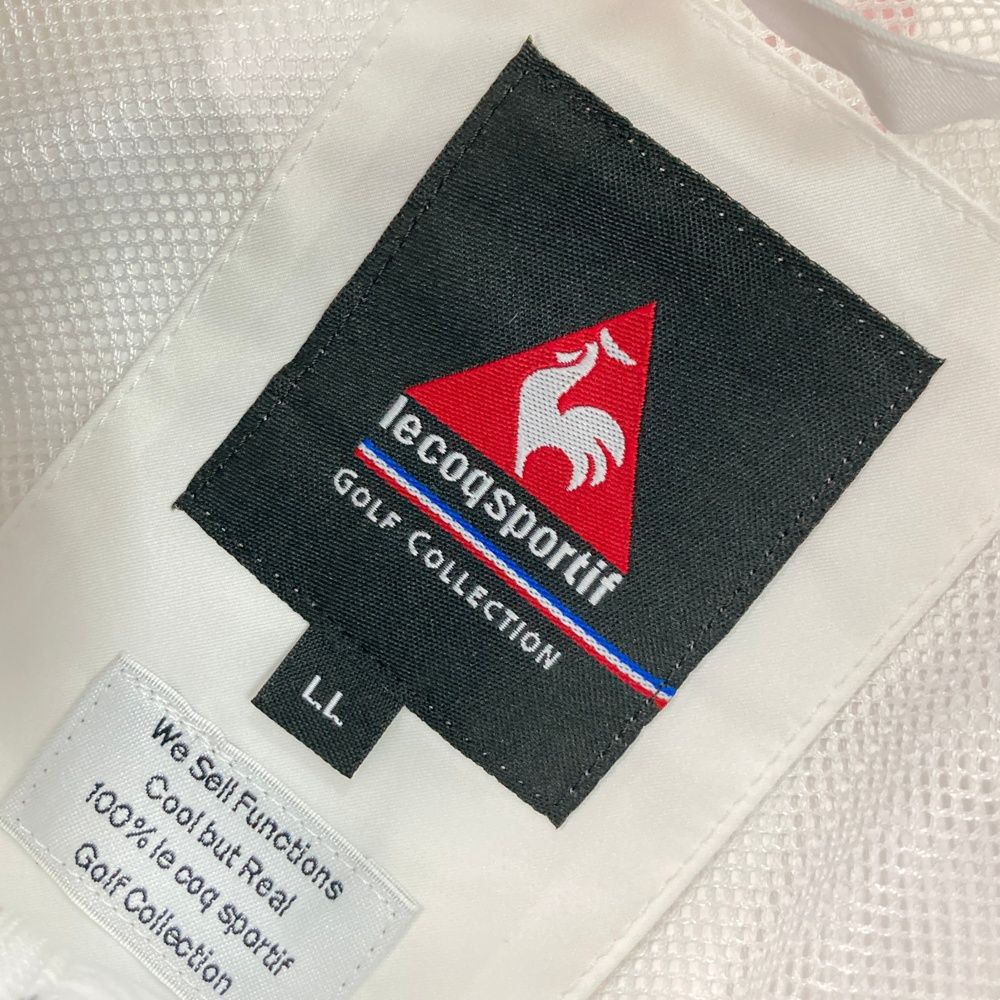 lecoqsportif
GOLF COLLECTION
LL
We Sell Functions
Cool but Real
100% le coq sportif
Golf Collection